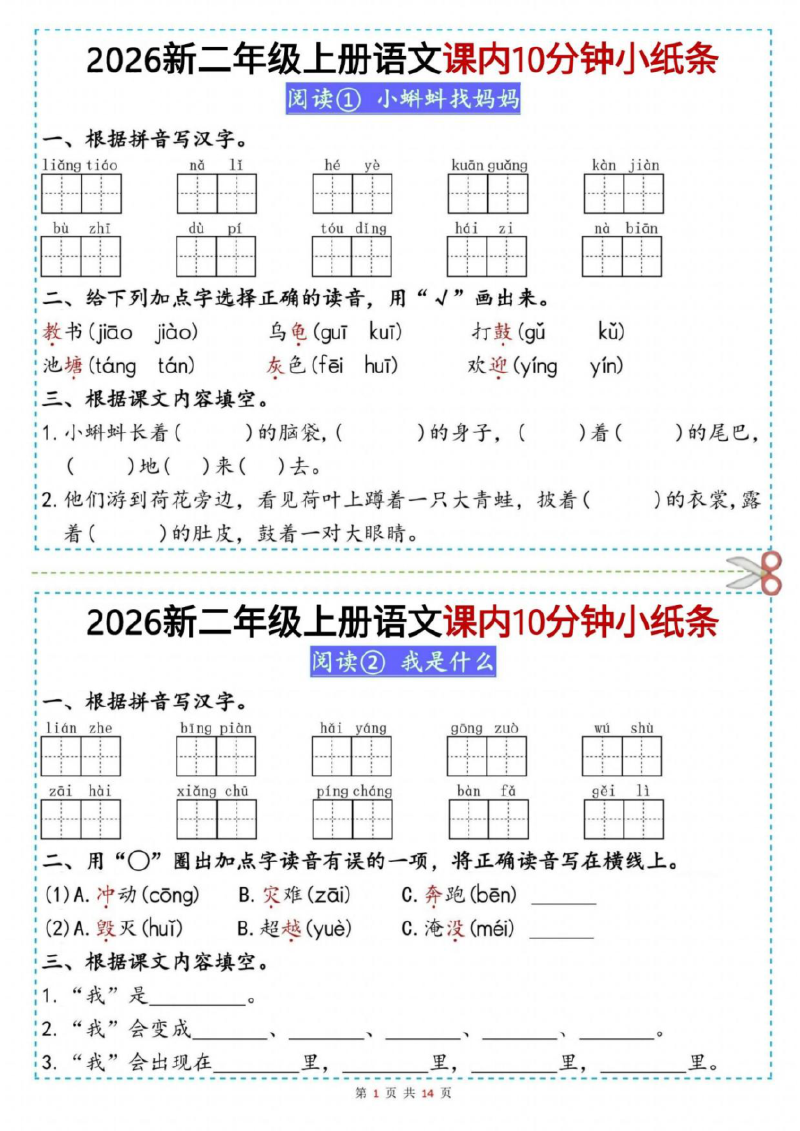 2026新二年级上册语文课内10分钟小纸条
阅读① 小蝌蚪找妈妈
一、根据拼音写汉字。
liǎng tiáo nǎ lǐ hé yè kuān guǎng kàn jiàn
bù zhī dù pí tóu dǐng hái zi nà biān
二、给下列加点字选择正确的读音，用“√”画出来。
教书(jiāo jiào) 乌龟(guī kuī) 打鼓(gǔ kǔ)
池塘(táng tán) 灰色(fēi huī) 欢迎(yíng yín)
三、根据课文内容填空。
1.小蝌蚪长着( )的脑袋,( )的身子，( )着( )的尾巴,
( )地( )来( )去。
2.他们游到荷花旁边，看见荷叶上蹲着一只大青蛙，披着( )的衣裳,露
着( )的肚皮，鼓着一对大眼睛。
2026新二年级上册语文课内10分钟小纸条
阅读② 我是什么
一、根据拼音写汉字。
lián zhe bīng piàn hǎi yáng gōng zuò wú shù
zāi hài xiǎng chū píng cháng bàn fǎ gěi lì
二、用“○”圈出加点字读音有误的一项，将正确读音写在横线上。
(1)A.冲动(cōng) B.灾难(zāi) C.奔跑(bēn) ______
(2)A.毁灭(huǐ) B.超越(yuè) C.淹没(méi) ______
三、根据课文内容填空。
1.“我”是________。
2.“我”会变成______、______、______、______、______。
3.“我”会出现在_______里，_______里，_______里，_______里。
第 1 页 共 14 页